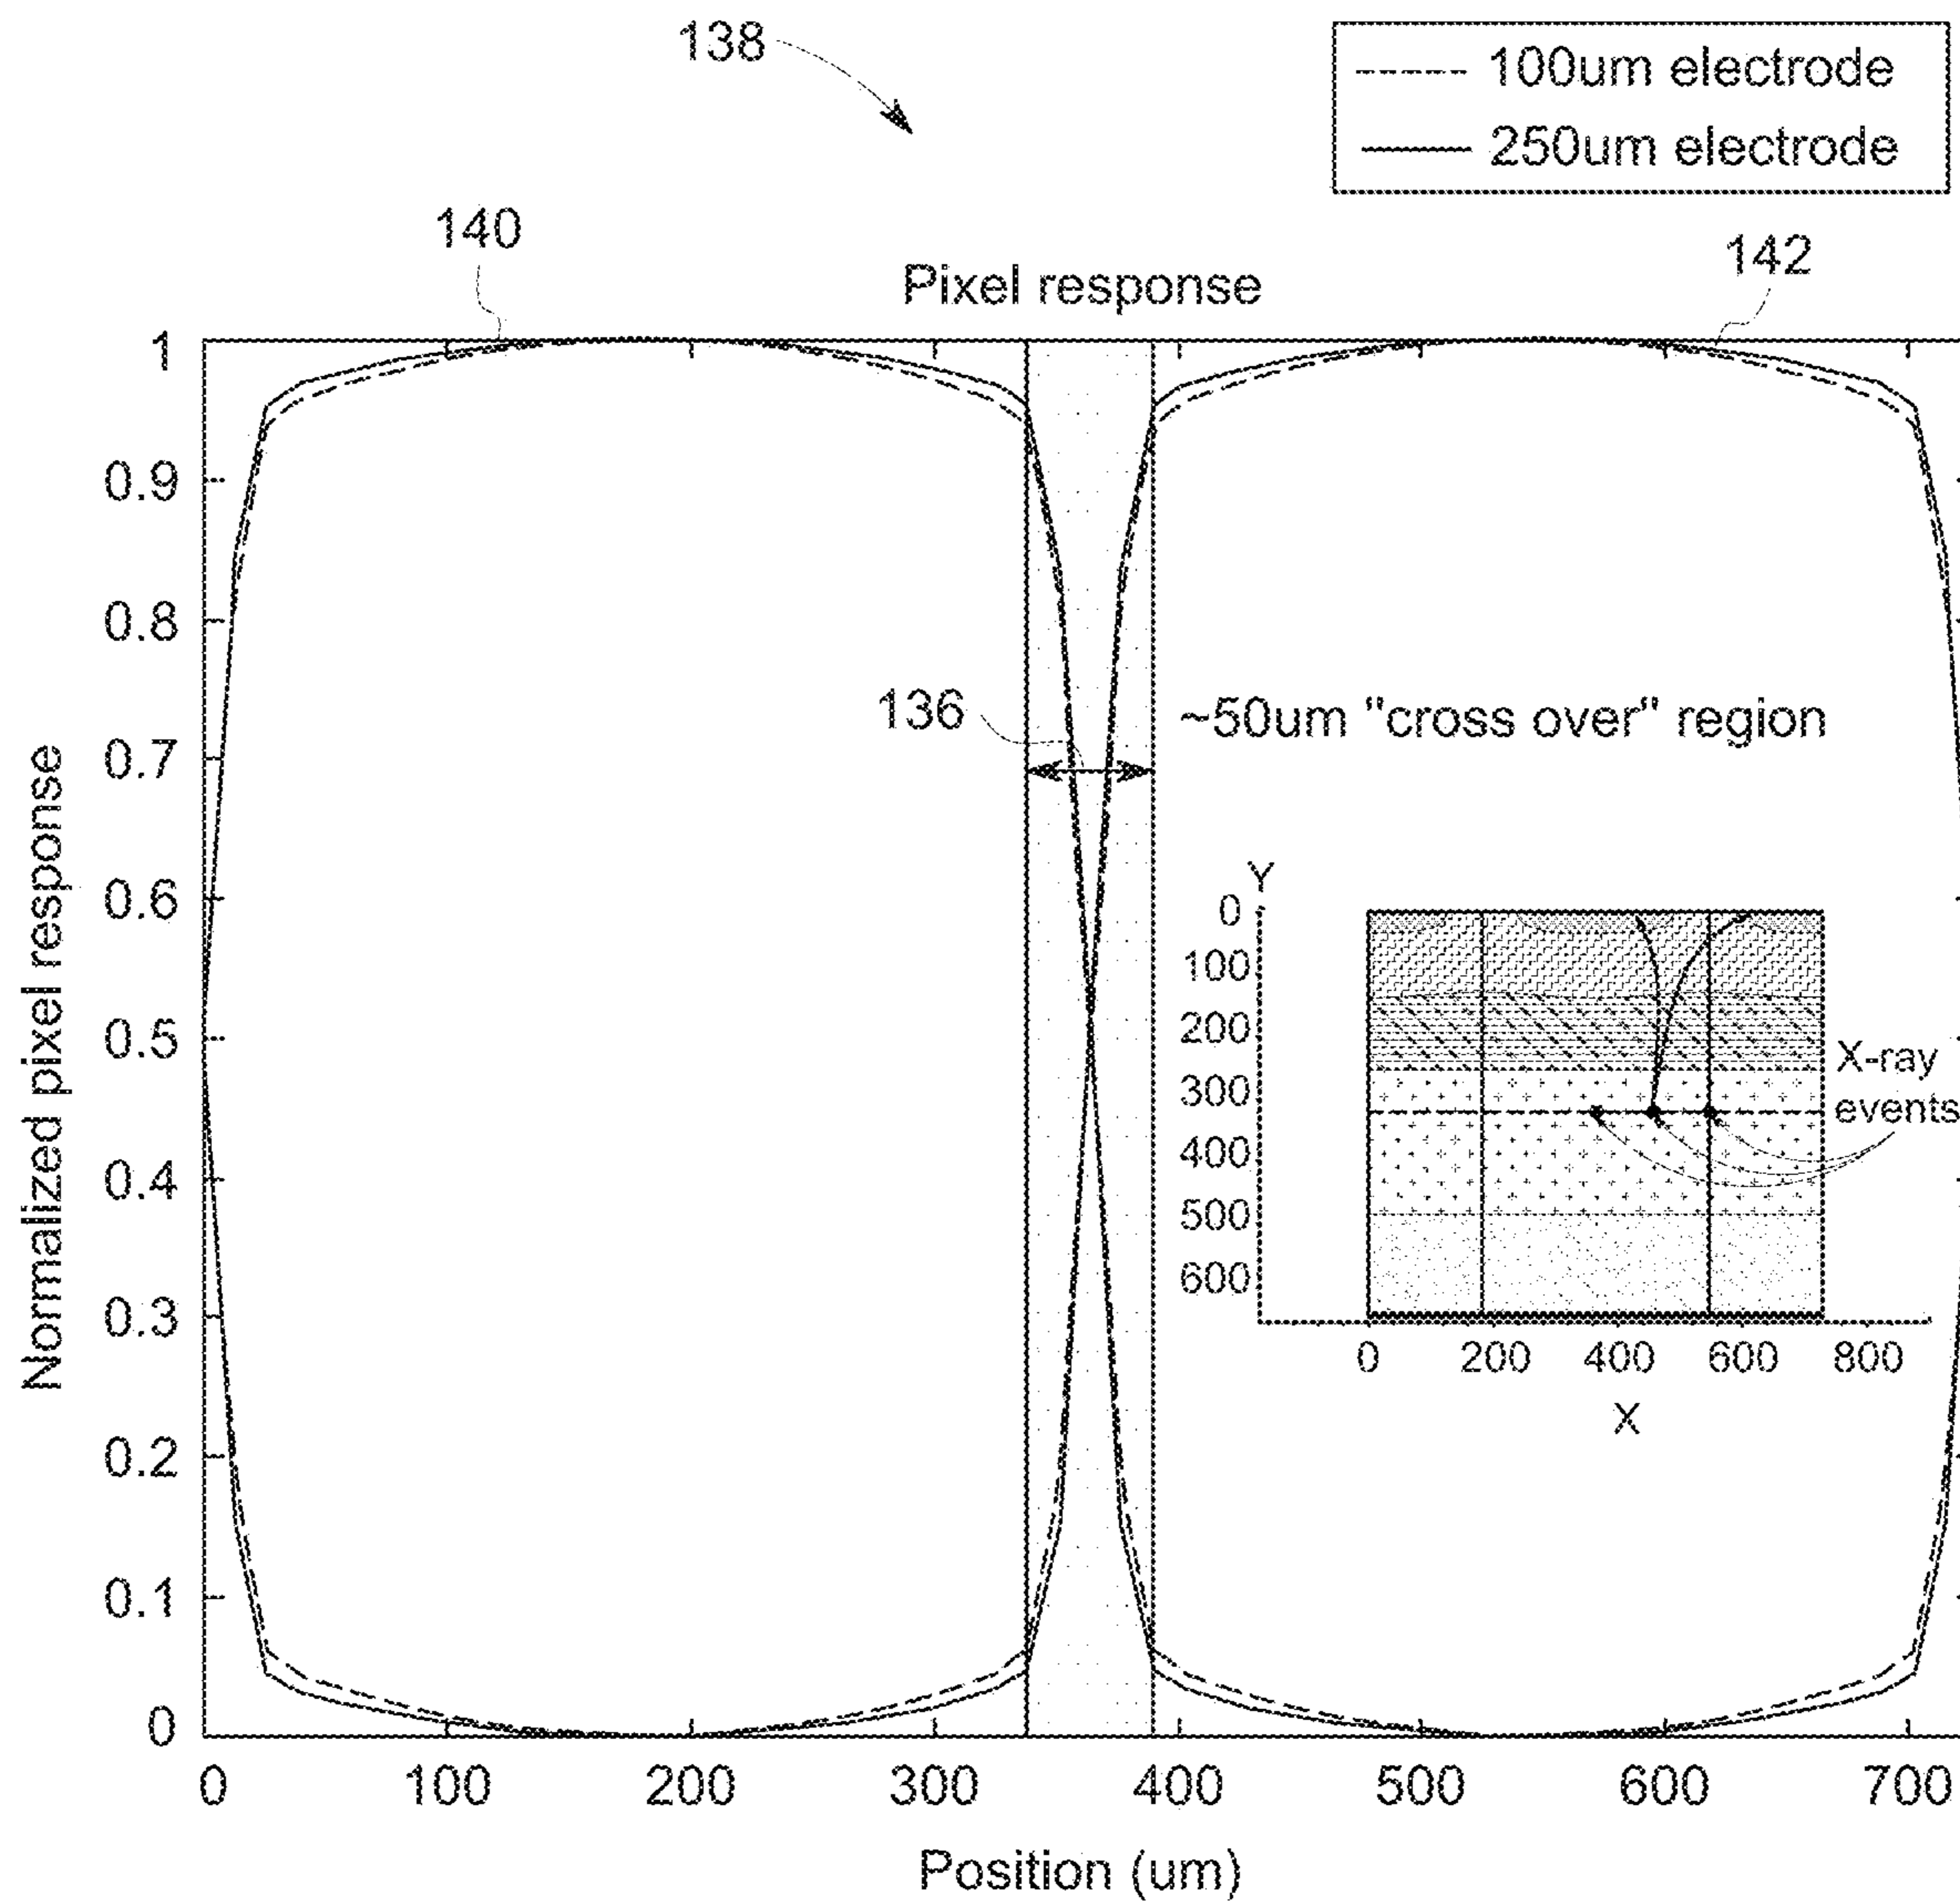 138
100um electrode
250um electrode
140
142
Pixel response
1
0.9
0.8
0.7
0.6
0.5
0.4
0.3
0.2
0.1
0
Normalized pixel response
136
~50um "cross over" region
Y
0
100
200
300
400
500
600
X-ray
events
0 200 400 600 800
X
0 100 200 300 400 500 600 700
Position (um)